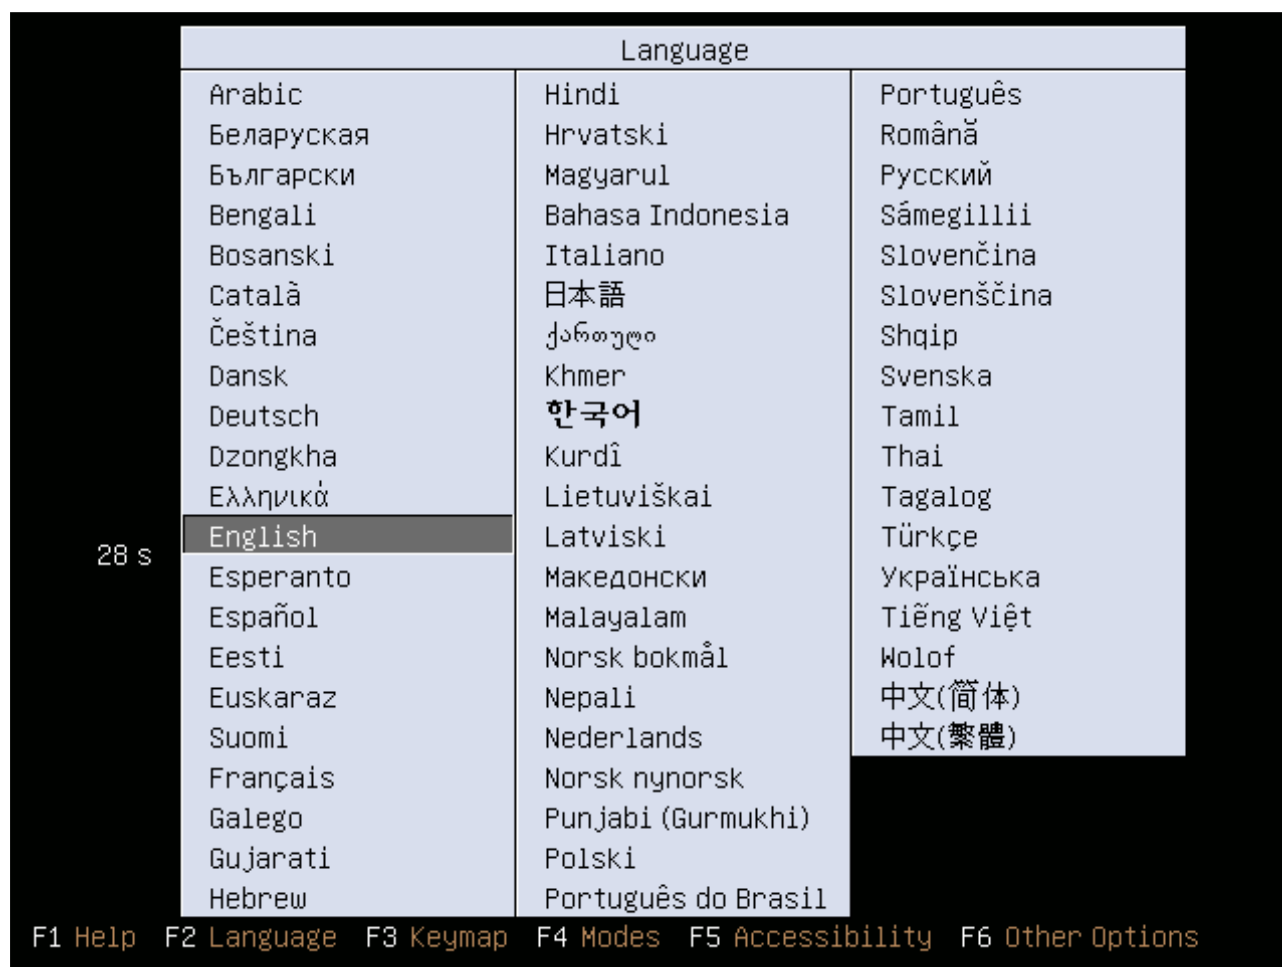 Language
Arabic
Беларуская
Български
Bengali
Bosanski
Català
Čeština
Dansk
Deutsch
Dzongkha
Ελληνικά
English
Esperanto
Español
Eesti
Euskaraz
Suomi
Français
Galego
Gujarati
Hebrew
Hindi
Hrvatski
Magyarul
Bahasa Indonesia
Italiano
日本語
ქართული
Khmer
한국어
Kurdî
Lietuviškai
Latviski
Македонски
Malayalam
Norsk bokmål
Nepali
Nederlands
Norsk nynorsk
Punjabi (Gurmukhi)
Polski
Português do Brasil
Português
Română
Русский
Sámegillii
Slovenčina
Slovenščina
Shqip
Svenska
Tamil
Thai
Tagalog
Türkçe
Українська
Tiếng Việt
Wolof
中文(简体)
中文(繁體)
28 s
F1 Help F2 Language F3 Keymap F4 Modes F5 Accessibility F6 Other Options